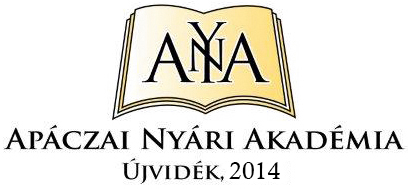 ANYA
APÁCZAI NYÁRI AKADÉMIA
ÚJVIDÉK, 2014